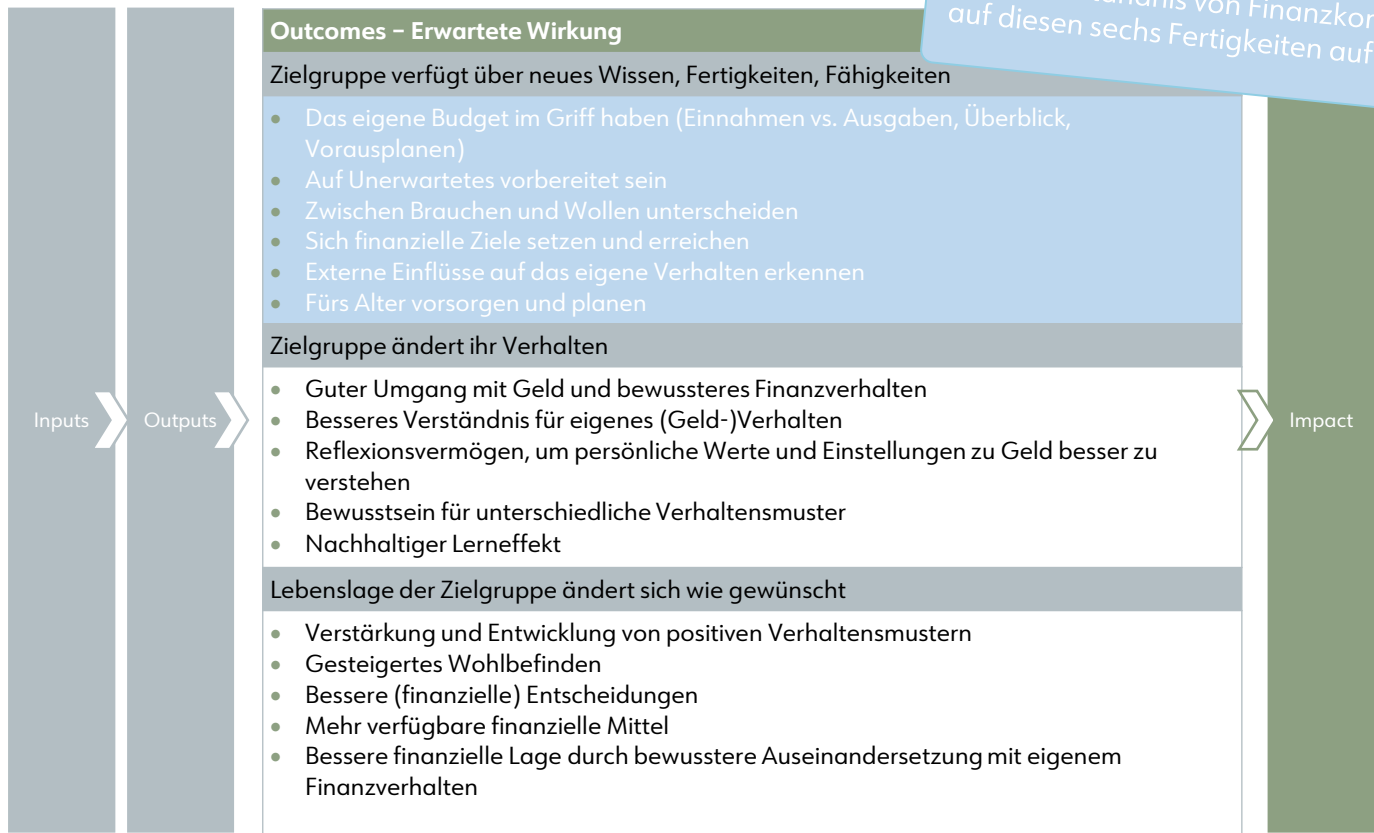 von Finanzkor
auf diesen sechs Fertigkeiten auf
Outcomes – Erwartete Wirkung
Zielgruppe verfügt über neues Wissen, Fertigkeiten, Fähigkeiten
• Das eigene Budget im Griff haben (Einnahmen vs. Ausgaben, Überblick,
Vorausplanen)
• Auf Unerwartetes vorbereitet sein
• Zwischen Brauchen und Wollen unterscheiden
• Sich finanzielle Ziele setzen und erreichen
• Externe Einflüsse auf das eigene Verhalten erkennen
• Fürs Alter vorsorgen und planen
Zielgruppe ändert ihr Verhalten
• Guter Umgang mit Geld und bewussteres Finanzverhalten
• Besseres Verständnis für eigenes (Geld-)Verhalten
• Reflexionsvermögen, um persönliche Werte und Einstellungen zu Geld besser zu
verstehen
• Bewusstsein für unterschiedliche Verhaltensmuster
• Nachhaltiger Lerneffekt
Lebenslage der Zielgruppe ändert sich wie gewünscht
• Verstärkung und Entwicklung von positiven Verhaltensmustern
• Gesteigertes Wohlbefinden
• Bessere (finanzielle) Entscheidungen
• Mehr verfügbare finanzielle Mittel
• Bessere finanzielle Lage durch bewusstere Auseinandersetzung mit eigenem
Finanzverhalten
Inputs
Outputs
Impact